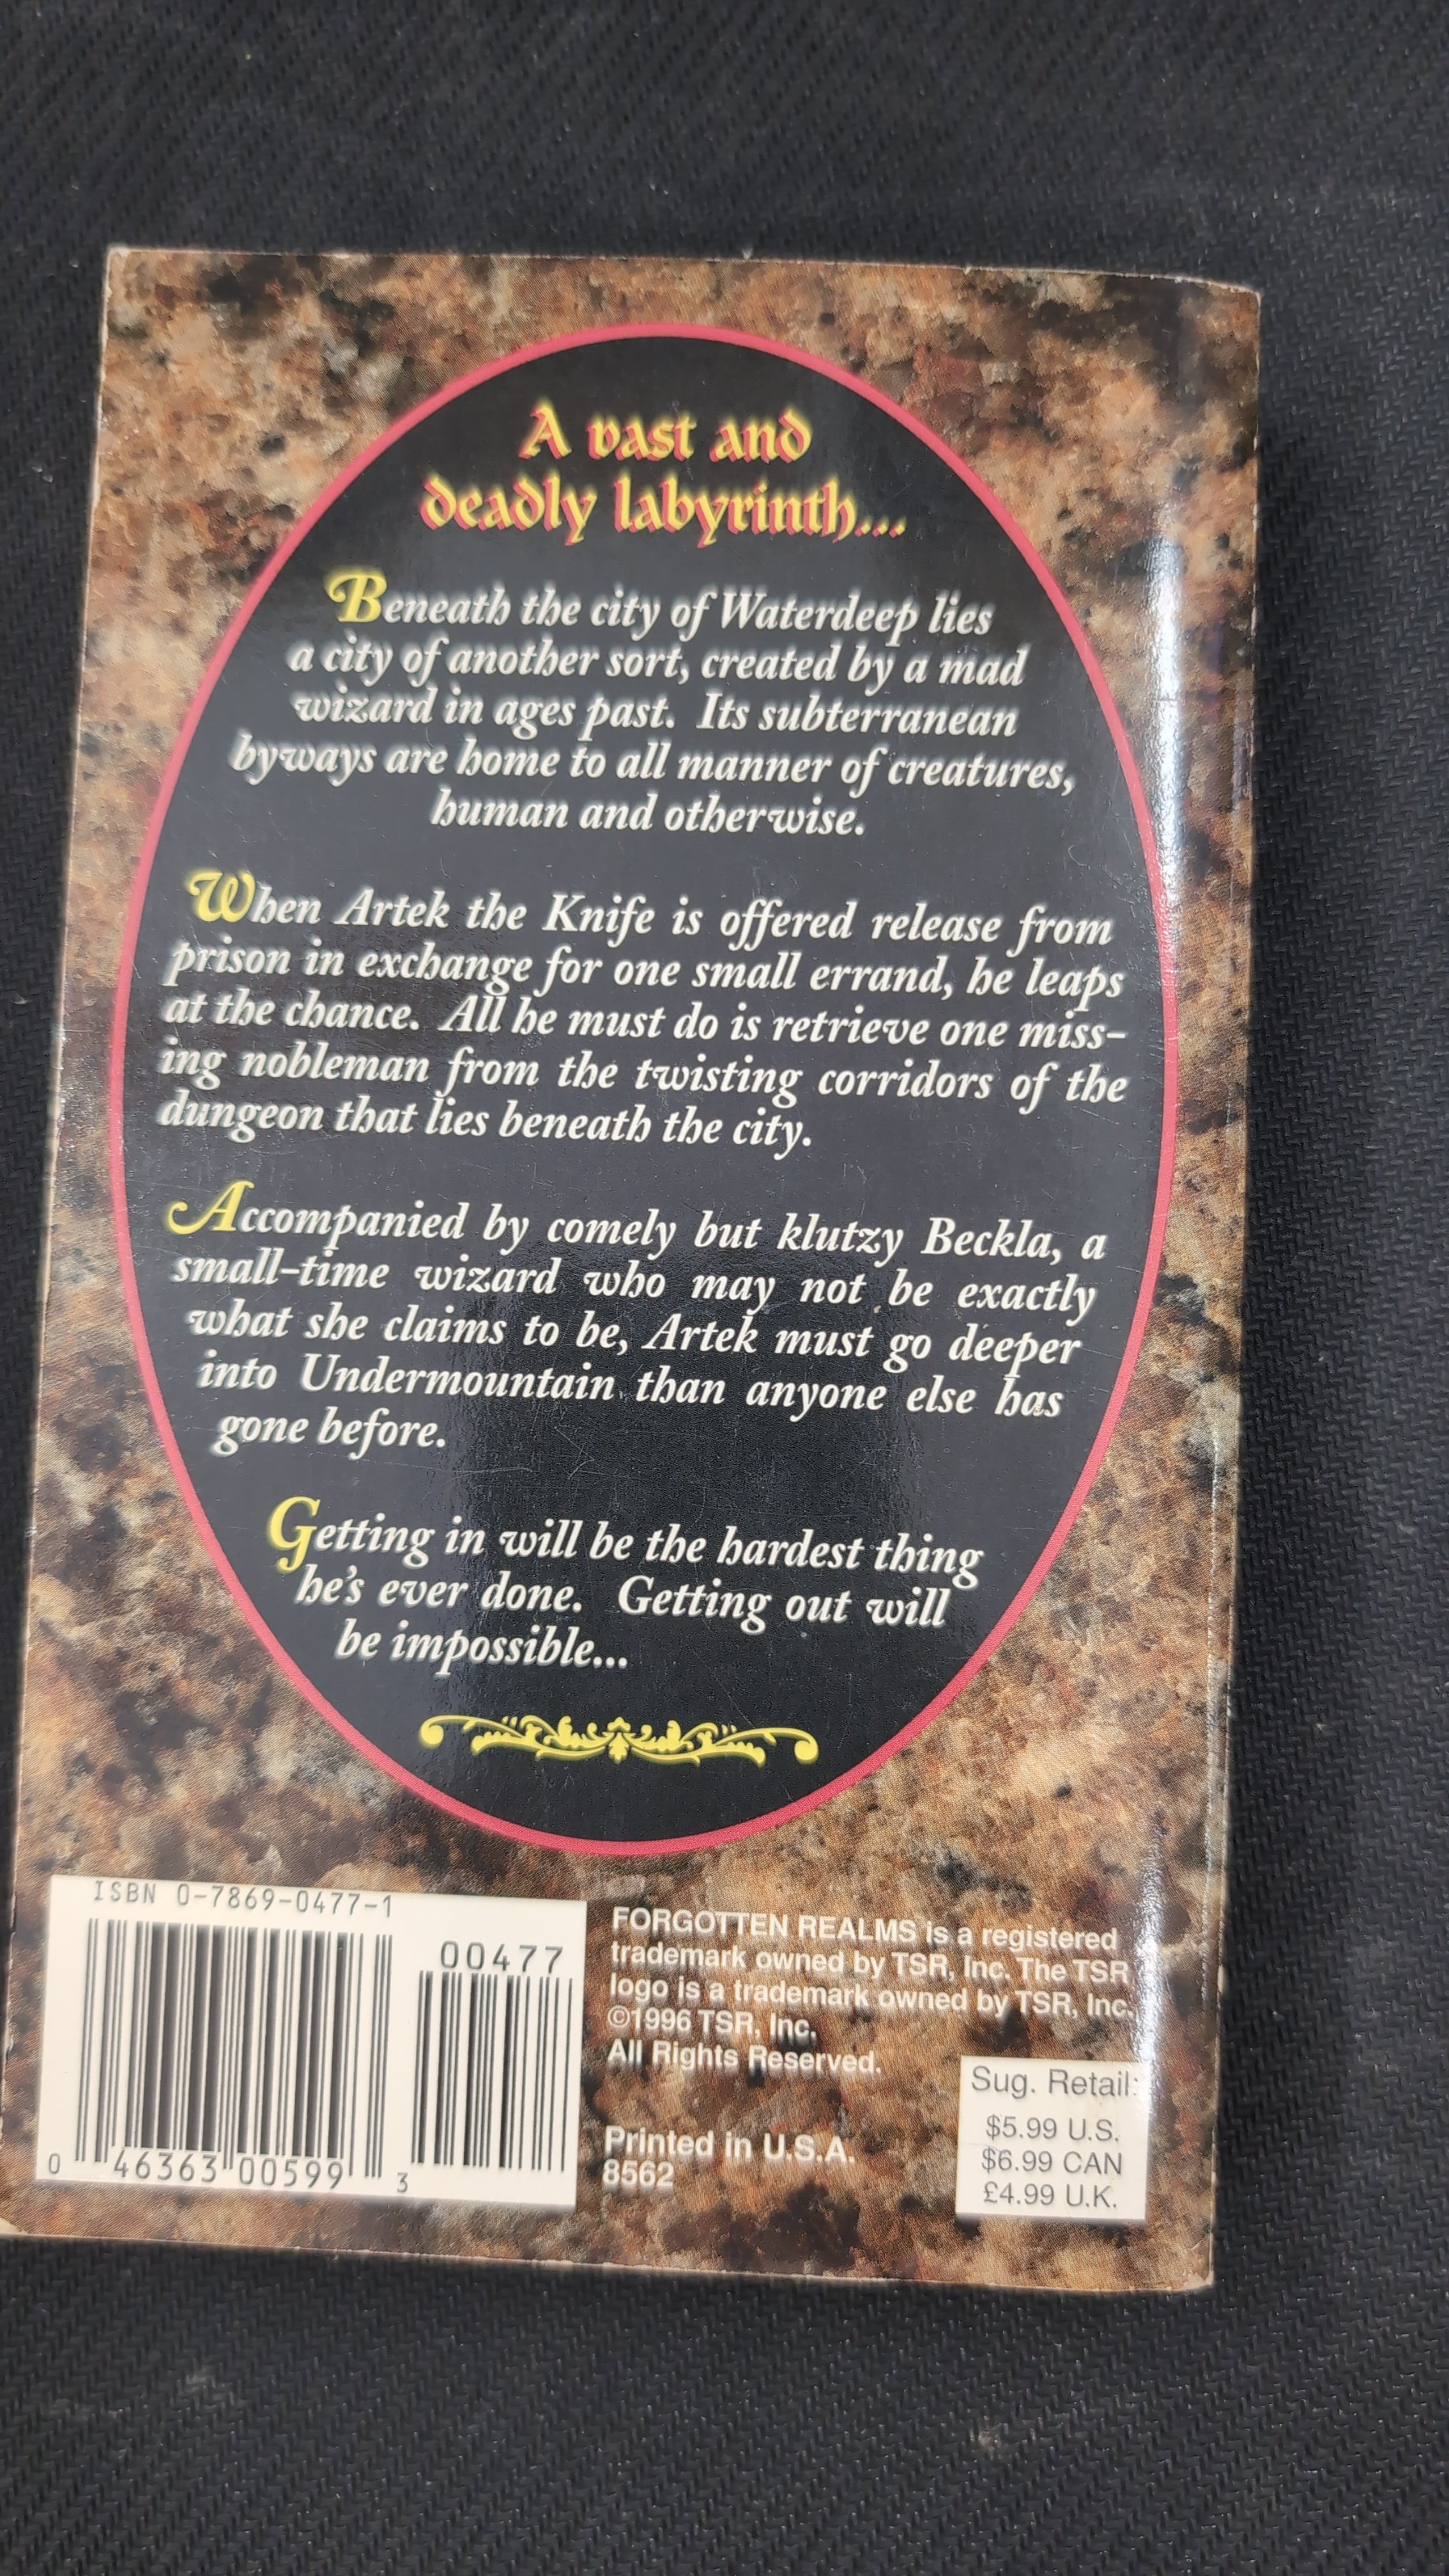 A vast and
deadly labyrinth...
Beneath the city of Waterdeep lies
a city of another sort, created by a mad
wizard in ages past. Its subterranean
byways are home to all manner of creatures,
human and otherwise.
When Artek the Knife is offered release from
prison in exchange for one small errand, he leaps
at the chance. All he must do is retrieve one miss-
ing nobleman from the twisting corridors of the
dungeon that lies beneath the city.
Accompanied by comely but klutzy Beckla, a
small-time wizard who may not be exactly
what she claims to be, Artek must go deeper
into Undermountain than anyone else has
gone before.
Getting in will be the hardest thing
he's ever done. Getting out will
be impossible...
ISBN 0-7869-0477-1
00477
0 46363 00599 3
FORGOTTEN REALMS is a registered
trademark owned by TSR, Inc. The TSR
logo is a trademark owned by TSR, Inc.
©1996 TSR, Inc.
All Rights Reserved.
Printed in U.S.A.
8562
Sug. Retail:
$5.99 U.S.
$6.99 CAN
£4.99 U.K.